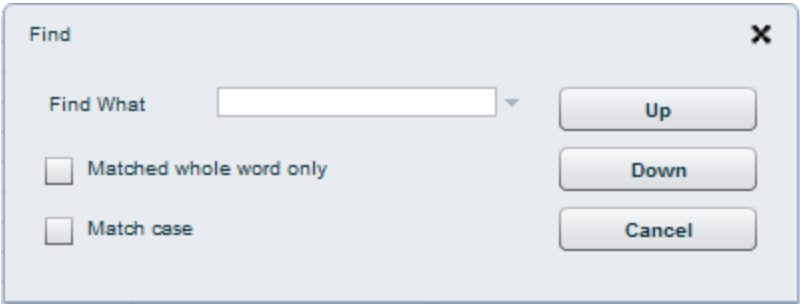 Find
Find What
Up
Matched whole word only
Down
Match case
Cancel